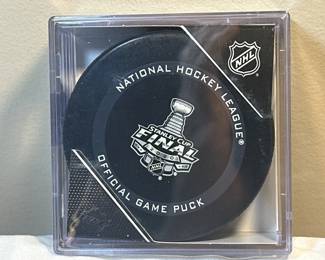 NHL
NATIONAL HOCKEY LEAGUE®
STANLEY CUP
FINAL
OFFICIAL GAME PUCK